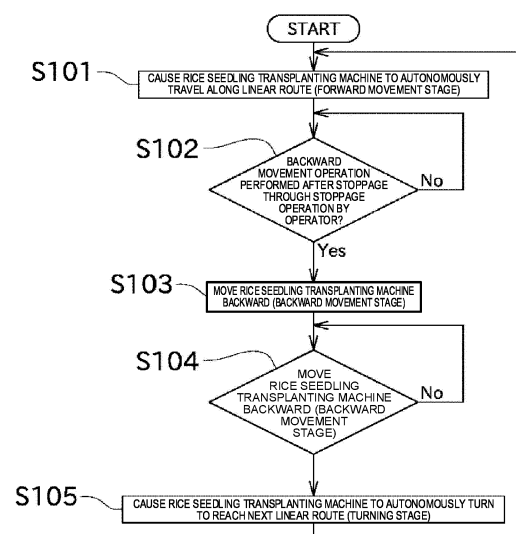 START
S101
CAUSE RICE SEEDLING TRANSPLANTING MACHINE TO AUTONOMOUSLY
TRAVEL ALONG LINEAR ROUTE (FORWARD MOVEMENT STAGE)
S102
BACKWARD
MOVEMENT OPERATION
PERFORMED AFTER STOPPAGE
THROUGH STOPPAGE
OPERATION BY
OPERATOR?
No
Yes
S103
MOVE RICE SEEDLING TRANSPLANTING MACHINE
BACKWARD (BACKWARD MOVEMENT STAGE)
S104
MOVE
RICE SEEDLING
TRANSPLANTING MACHINE
BACKWARD (BACKWARD
MOVEMENT
STAGE)
No
S105
CAUSE RICE SEEDLING TRANSPLANTING MACHINE TO AUTONOMOUSLY TURN
TO REACH NEXT LINEAR ROUTE (TURNING STAGE)